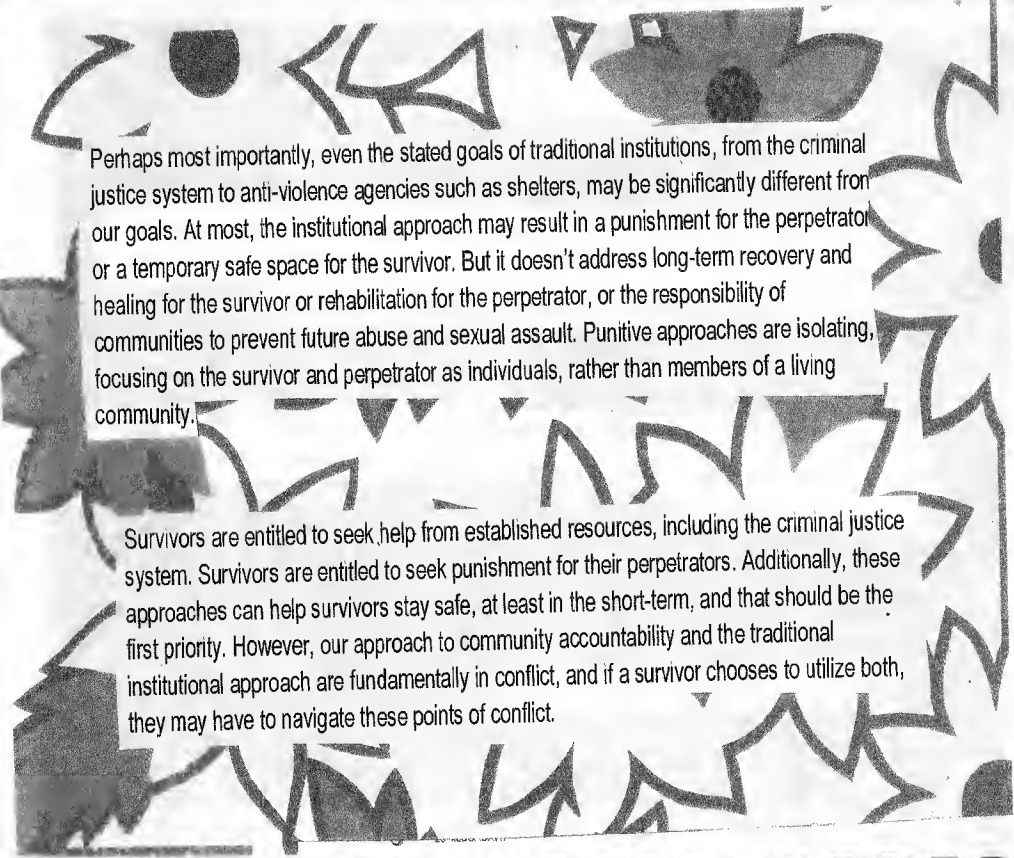 Perhaps most importantly, even the stated goals of traditional institutions, from the criminal
justice system to anti-violence agencies such as shelters, may be significantly different from
our goals. At most, the institutional approach may result in a punishment for the perpetrator
or a temporary safe space for the survivor. But it doesn't address long-term recovery and
healing for the survivor or rehabilitation for the perpetrator, or the responsibility of
communities to prevent future abuse and sexual assault. Punitive approaches are isolating,
focusing on the survivor and perpetrator as individuals, rather than members of a living
community.
Survivors are entitled to seek help from established resources, including the criminal justice
system. Survivors are entitled to seek punishment for their perpetrators. Additionally, these
approaches can help survivors stay safe, at least in the short-term, and that should be the
first priority. However, our approach to community accountability and the traditional
institutional approach are fundamentally in conflict, and if a survivor chooses to utilize both,
they may have to navigate these points of conflict.